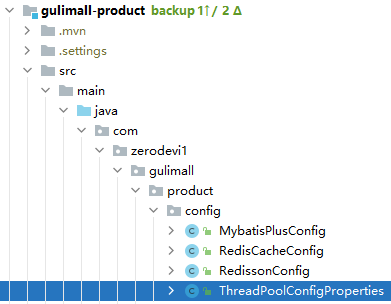 gulimall-product backup 1↑ / 2 Δ
.mvn
.settings
src
main
java
com
zerodevi1
gulimall
product
config
MybatisPlusConfig
RedisCacheConfig
RedissonConfig
ThreadPoolConfigProperties